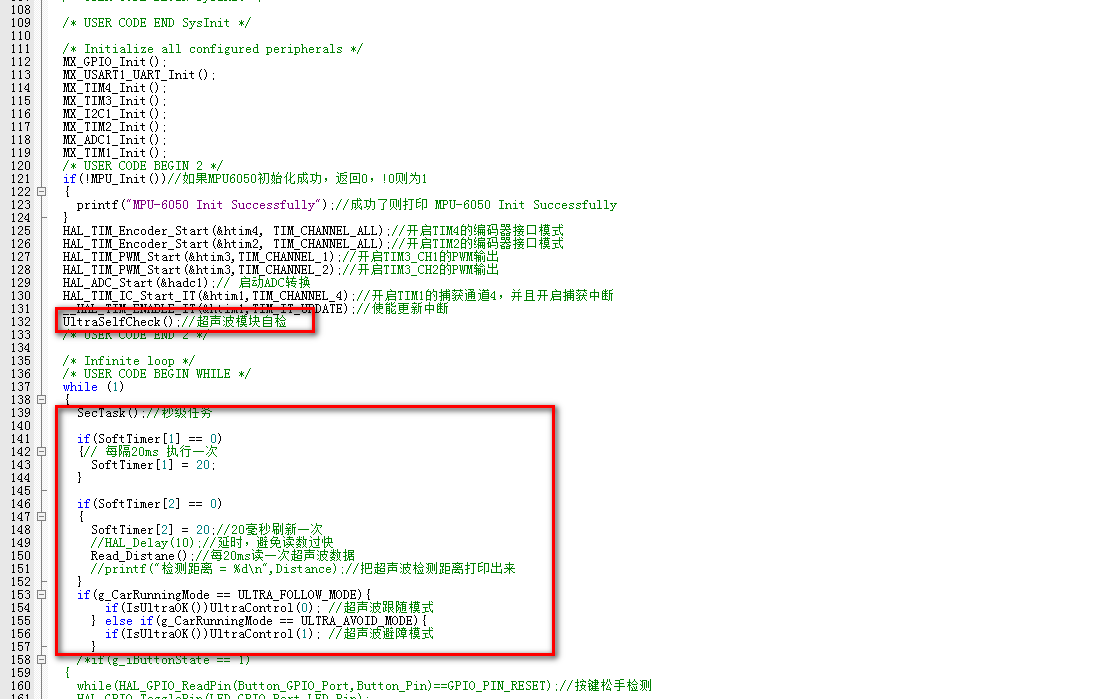 108
109 /* USER CODE END SysInit */
110
111 /* Initialize all configured peripherals */
112 MX_GPIO_Init();
113 MX_USART1_UART_Init();
114 MX_TIM4_Init();
115 MX_TIM3_Init();
116 MX_I2C1_Init();
117 MX_TIM2_Init();
118 MX_ADC1_Init();
119 MX_TIM1_Init();
120 /* USER CODE BEGIN 2 */
121 if(!MPU_Init())//如果MPU6050初始化成功，返回0，!0则为1
122 {
123 printf("MPU-6050 Init Successfully");//成功了则打印 MPU-6050 Init Successfully
124 }
125 HAL_TIM_Encoder_Start(&htim4, TIM_CHANNEL_ALL);//开启TIM4的编码器接口模式
126 HAL_TIM_Encoder_Start(&htim2, TIM_CHANNEL_ALL);//开启TIM2的编码器接口模式
127 HAL_TIM_PWM_Start(&htim3,TIM_CHANNEL_1);//开启TIM3_CH1的PWM输出
128 HAL_TIM_PWM_Start(&htim3,TIM_CHANNEL_2);//开启TIM3_CH2的PWM输出
129 HAL_ADC_Start(&hadc1);// 启动ADC转换
130 HAL_TIM_IC_Start_IT(&htim1,TIM_CHANNEL_4);//开启TIM1的捕获通道4，并且开启捕获中断
131 __HAL_TIM_ENABLE_IT(&htim1,TIM_IT_UPDATE);//使能更新中断
132 UltraSelfCheck();//超声波模块自检
133 /* USER CODE END 2 */
134
135 /* Infinite loop */
136 /* USER CODE BEGIN WHILE */
137 while (1)
138 {
139 SecTask();//秒级任务
140
141 if(SoftTimer[1] == 0)
142 {// 每隔20ms 执行一次
143 SoftTimer[1] = 20;
144 }
145
146 if(SoftTimer[2] == 0)
147 {
148 SoftTimer[2] = 20;//20毫秒刷新一次
149 //HAL_Delay(10);//延时，避免读数过快
150 Read_Distane();//每20ms读一次超声波数据
151 //printf("检测距离 = %d\n",Distance);//把超声波检测距离打印出来
152 }
153 if(g_CarRunningMode == ULTRA_FOLLOW_MODE){
154 if(IsUltraOK())UltraControl(0); //超声波跟随模式
155 } else if(g_CarRunningMode == ULTRA_AVOID_MODE){
156 if(IsUltraOK())UltraControl(1); //超声波避障模式
157 }
158 /*if(g_iButtonState == 1)
159 {
160 while(HAL_GPIO_ReadPin(Button_GPIO_Port,Button_Pin)==GPIO_PIN_RESET);//按键松手检测
161 HAL_GPIO_TogglePin(LED_GPIO_Port,LED_Pin);